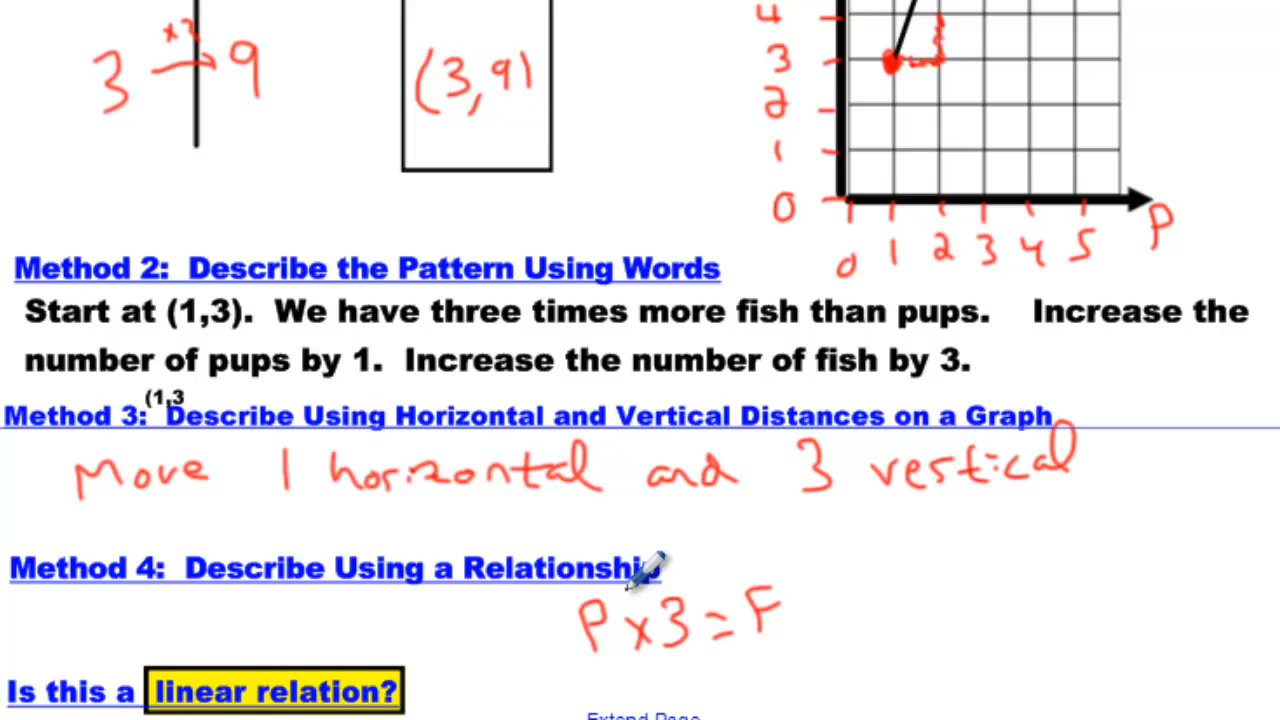 ×3
3 → 9
(3,9)
4
3
2
1
0
0 1 2 3 4 5 P
Method 2: Describe the Pattern Using Words
Start at (1,3). We have three times more fish than pups. Increase the
number of pups by 1. Increase the number of fish by 3.
(1,3
Method 3: Describe Using Horizontal and Vertical Distances on a Graph
Move 1 horizontal and 3 vertical
Method 4: Describe Using a Relationship
P x 3 = F
Is this a linear relation?
Extend Page